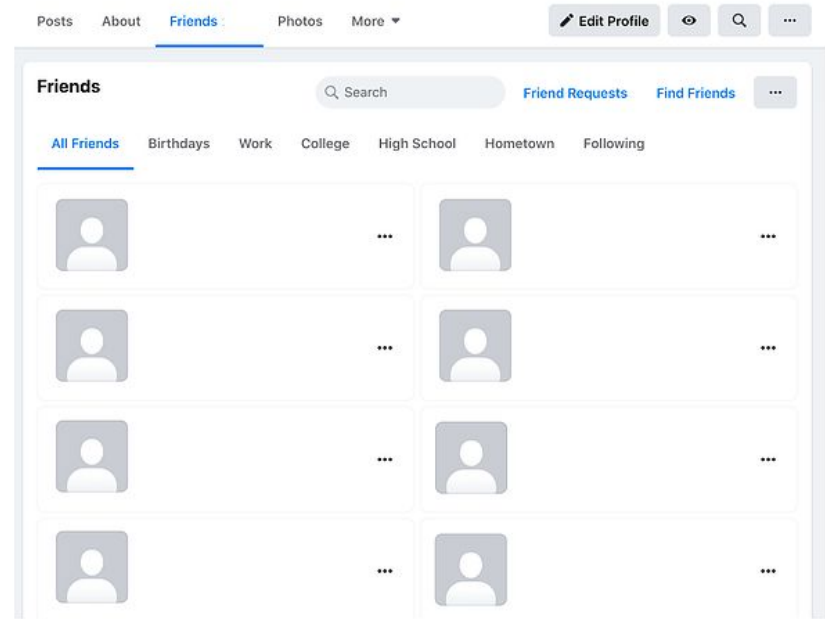 Posts About Friends Photos More Edit Profile
Friends Search Friend Requests Find Friends
All Friends Birthdays Work College High School Hometown Following